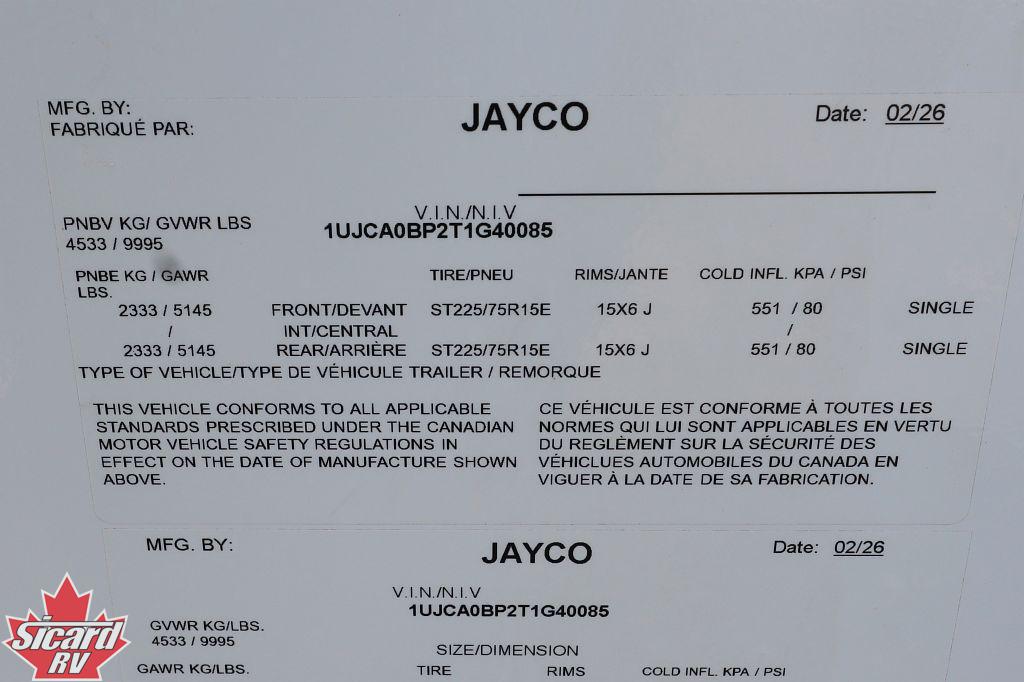 MFG. BY: JAYCO Date: 02/26
FABRIQUÉ PAR:
V.I.N./N.I.V
PNBV KG/ GVWR LBS 1UJCA0BP2T1G40085
4533 / 9995
PNBE KG / GAWR TIRE/PNEU RIMS/JANTE COLD INFL. KPA / PSI
LBS.
2333 / 5145 FRONT/DEVANT ST225/75R15E 15X6 J 551 / 80 SINGLE
/ INT/CENTRAL /
2333 / 5145 REAR/ARRIÈRE ST225/75R15E 15X6 J 551 / 80 SINGLE
TYPE OF VEHICLE/TYPE DE VÉHICULE TRAILER / REMORQUE
THIS VEHICLE CONFORMS TO ALL APPLICABLE
STANDARDS PRESCRIBED UNDER THE CANADIAN
MOTOR VEHICLE SAFETY REGULATIONS IN
EFFECT ON THE DATE OF MANUFACTURE SHOWN
ABOVE.
CE VÉHICULE EST CONFORME À TOUTES LES
NORMES QUI LUI SONT APPLICABLES EN VERTU
DU REGLÈMENT SUR LA SÉCURITÉ DES
VÉHICLUES AUTOMOBILES DU CANADA EN
VIGUER À LA DATE DE SA FABRICATION.
MFG. BY: JAYCO Date: 02/26
V.I.N./N.I.V
1UJCA0BP2T1G40085
GVWR KG/LBS.
4533 / 9995
SIZE/DIMENSION
GAWR KG/LBS. TIRE RIMS COLD INFL. KPA / PSI
Sicard
RV